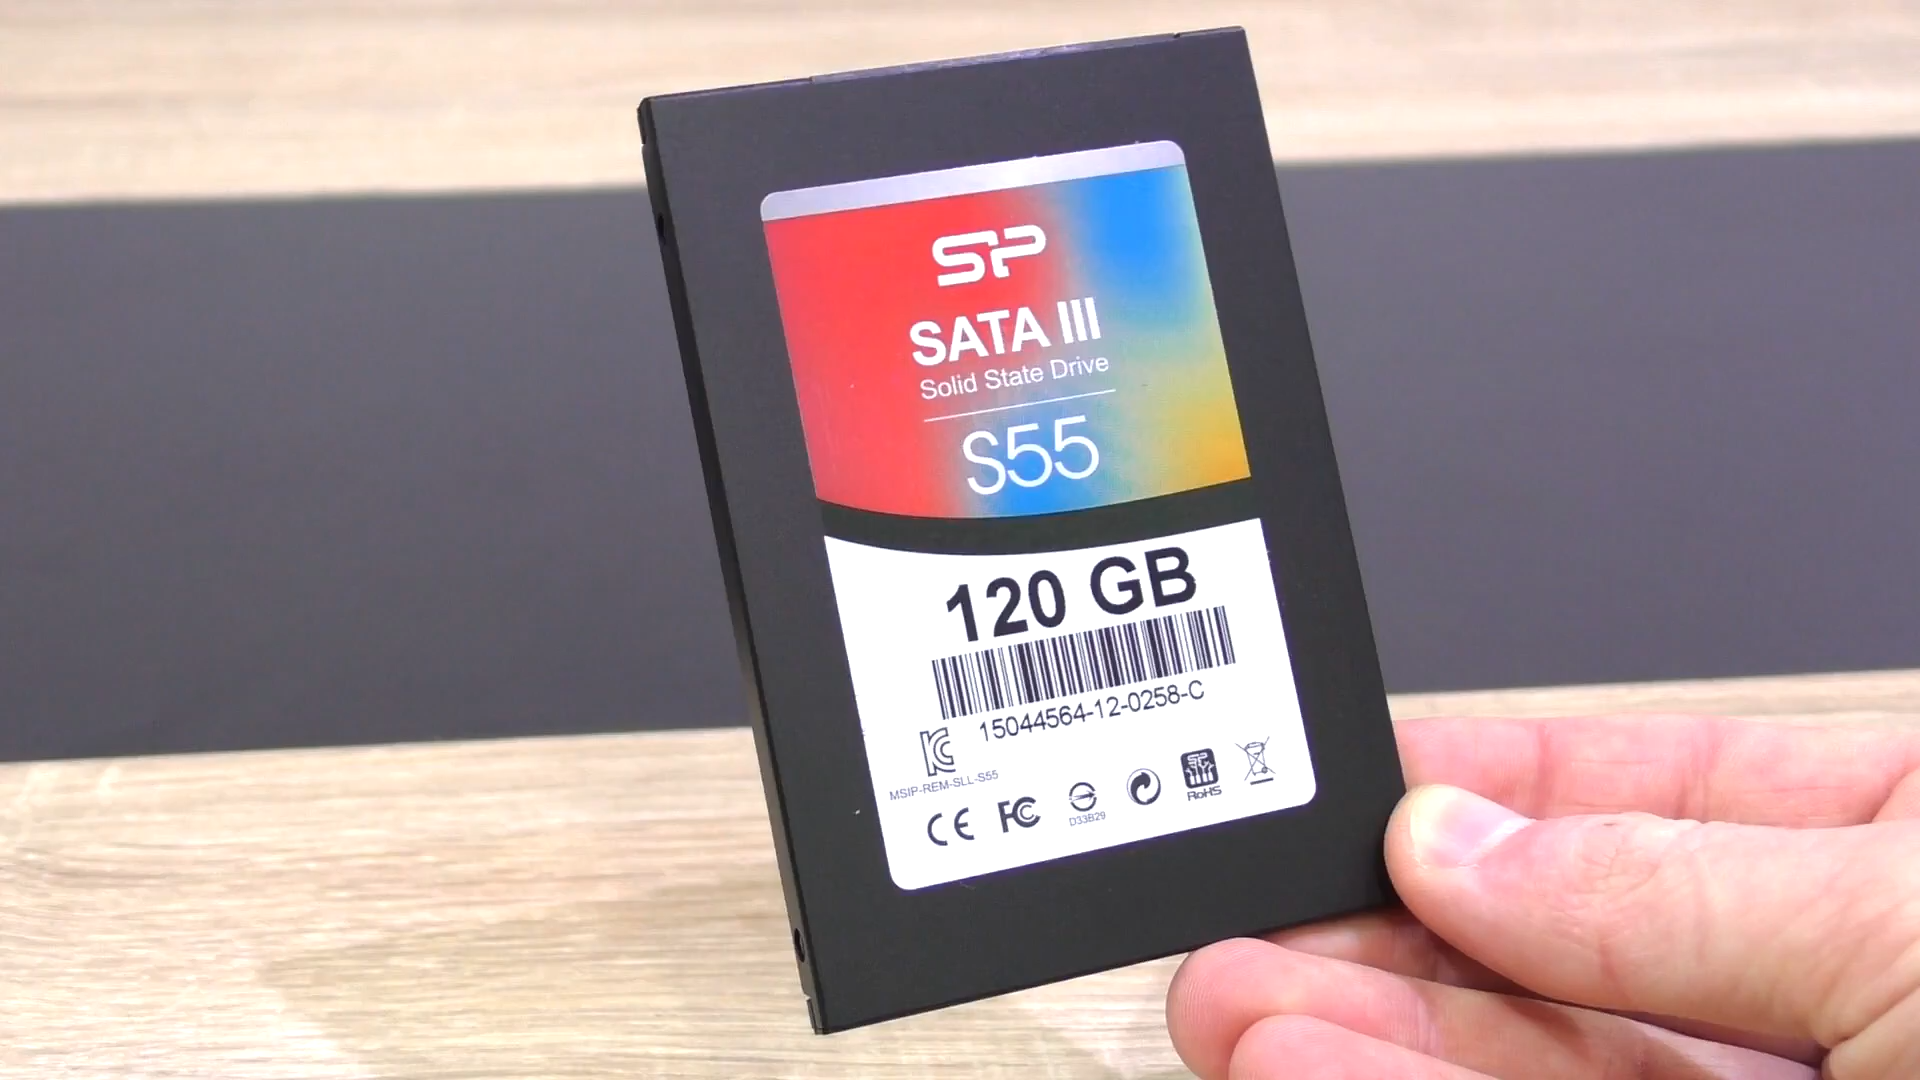 SP
SATA III
Solid State Drive
S55
120 GB
15044564-12-0258-C
MSIP-REM-SLL-S55
CE FC
D33B29
SP
RoHS